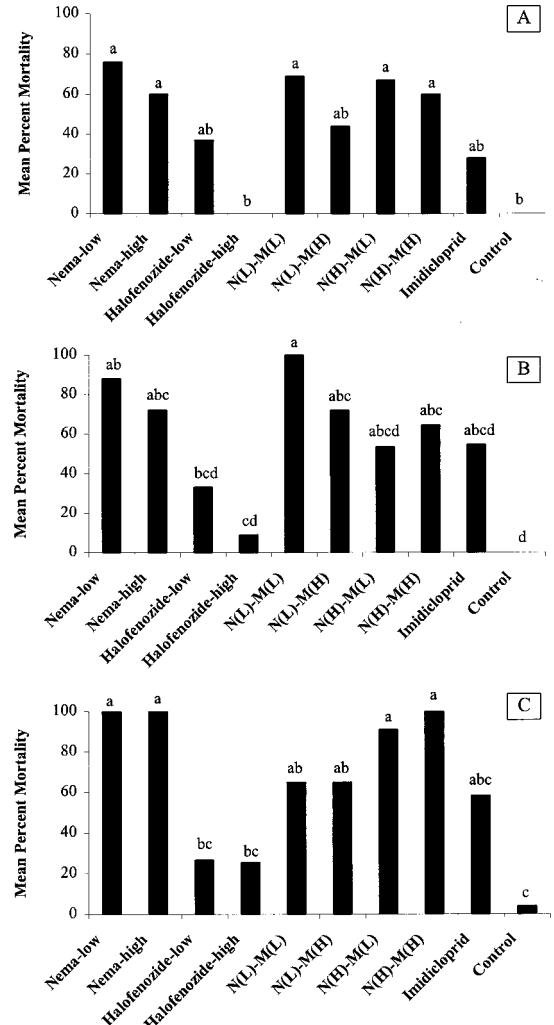 A
Mean Percent Mortality
100
80
60
40
20
0
a
a
ab
b
a
ab
a
a
ab
b
Nema-low
Nema-high
Halofenozide-low
Halofenozide-high
N(L)-M(L)
N(L)-M(H)
N(H)-M(L)
N(H)-M(H)
Imidicloprid
Control
B
Mean Percent Mortality
100
80
60
40
20
0
ab
abc
bcd
cd
a
abc
abcd
abc
abcd
d
Nema-low
Nema-high
Halofenozide-low
Halofenozide-high
N(L)-M(L)
N(L)-M(H)
N(H)-M(L)
N(H)-M(H)
Imidicloprid
Control
C
Mean Percent Mortality
100
80
60
40
20
0
a
a
bc
bc
ab
ab
a
a
abc
c
Nema-low
Nema-high
Halofenozide-low
Halofenozide-high
N(L)-M(L)
N(L)-M(H)
N(H)-M(L)
N(H)-M(H)
Imidicloprid
Control